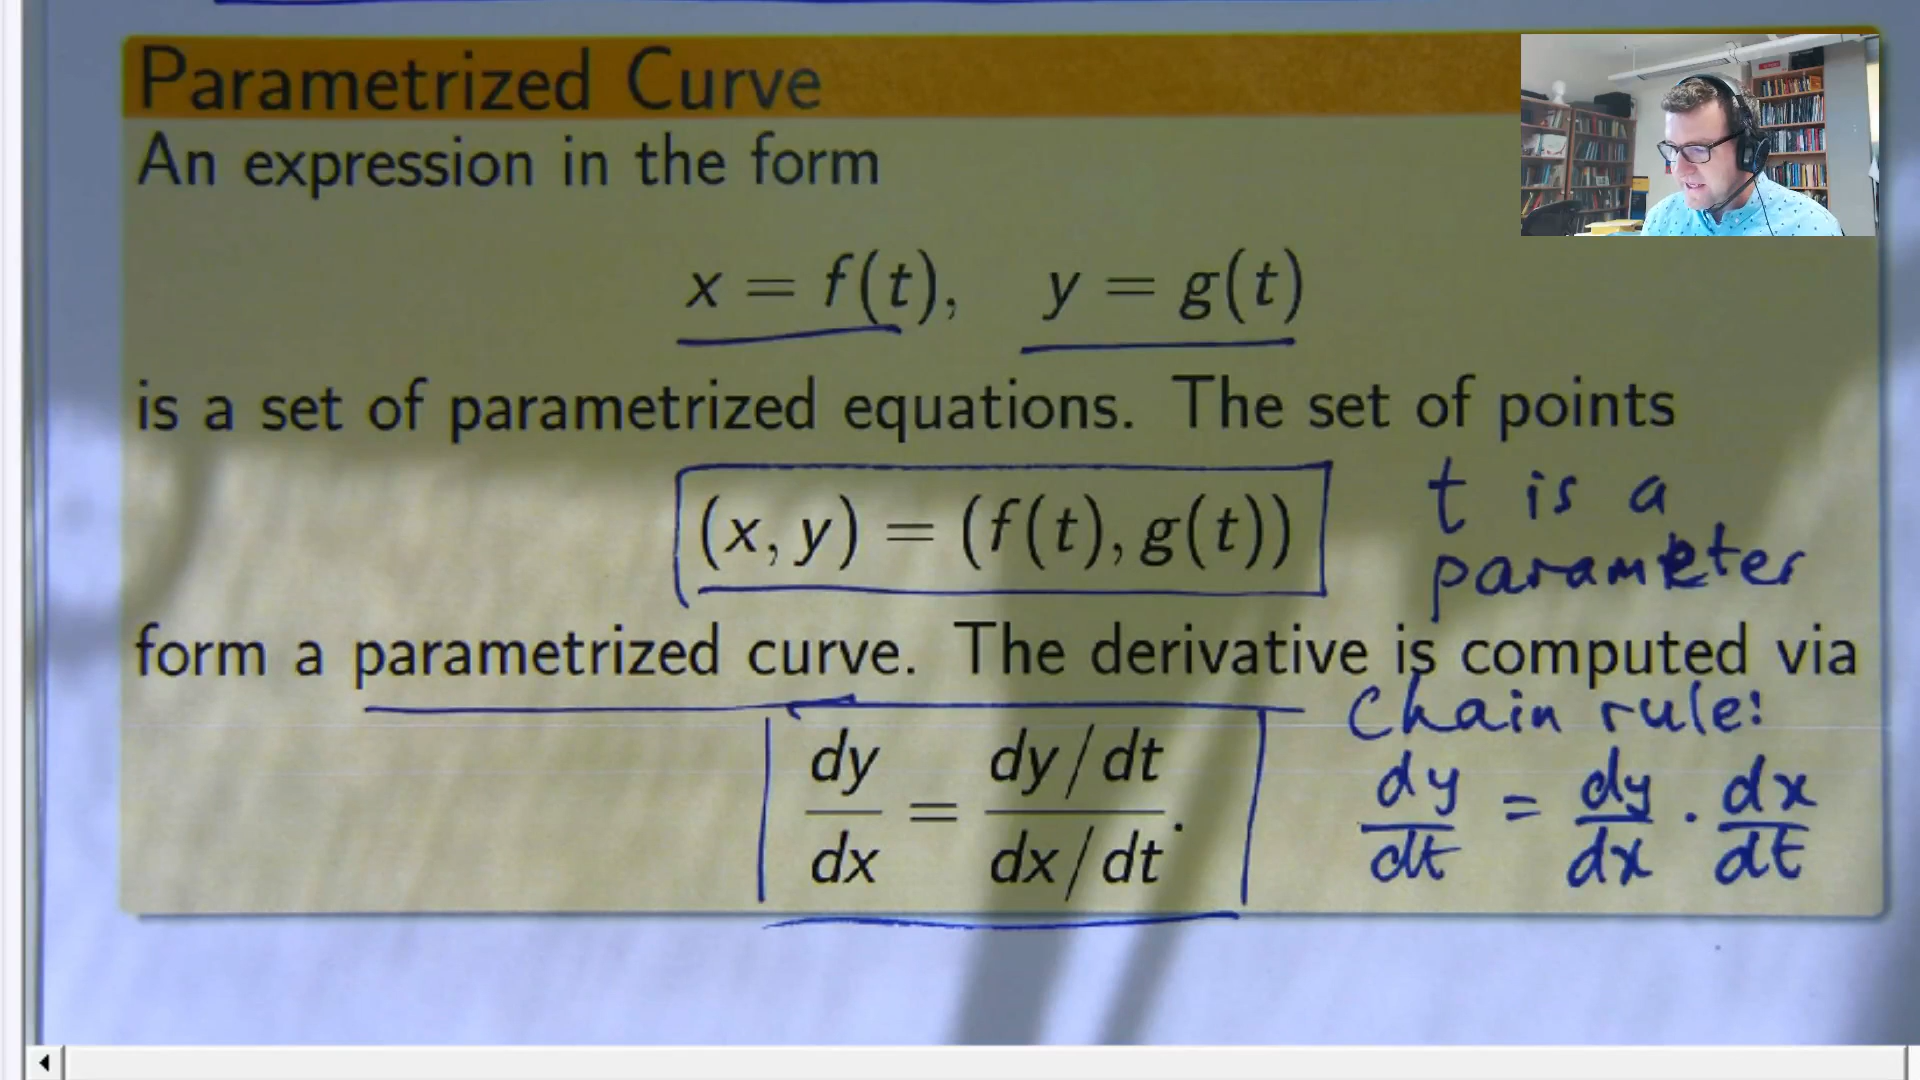 Parametrized Curve
An expression in the form
x = f(t), y = g(t)
is a set of parametrized equations. The set of points
(x, y) = (f(t), g(t))
t is a
parameter
form a parametrized curve. The derivative is computed via
Chain rule:
dy/dx = (dy/dt)/(dx/dt).
dy/dt = dy/dx · dx/dt